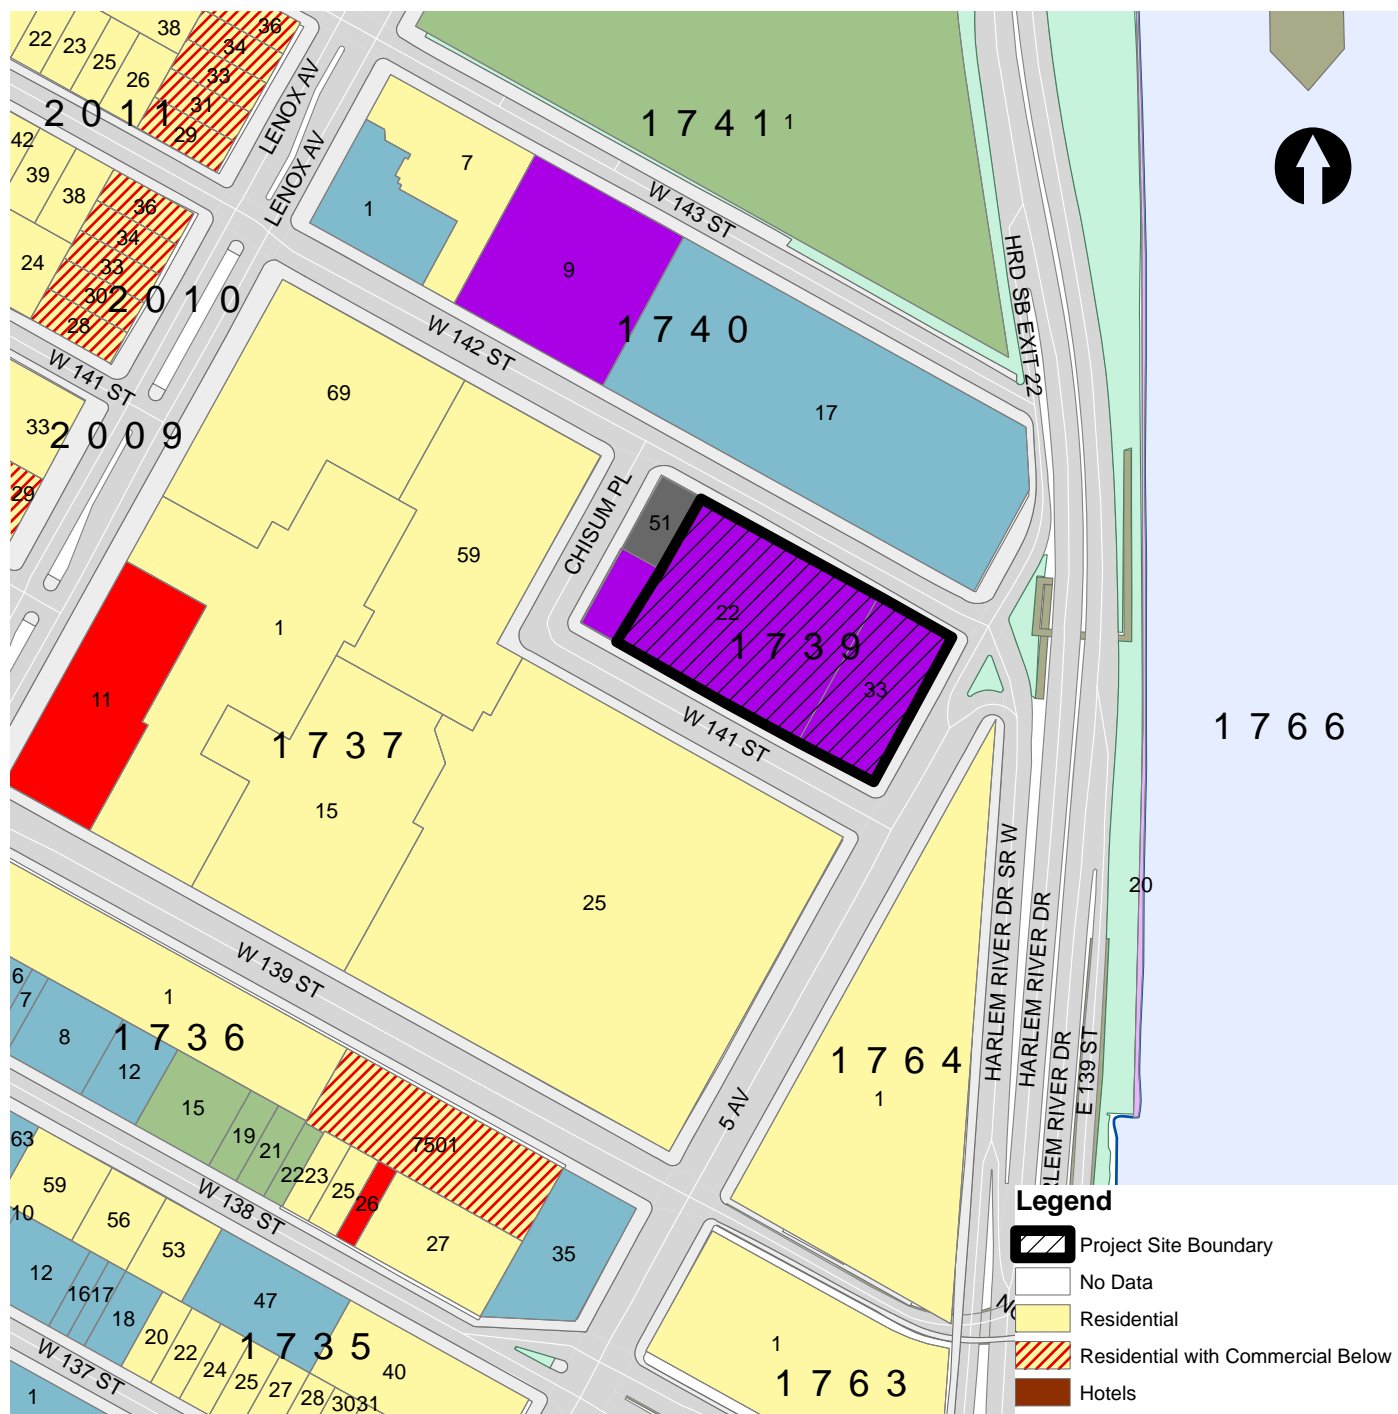 22
23
25
26
38
36
34
33
31
29
2 0 1 1
LENOX AV
LENOX AV
1 7 4 1
1
42
39
38
24
36
34
33
30
28
2 0 1 0
W 141 ST
33
2 0 0 9
29
7
1
9
W 143 ST
1 7 4 0
17
W 142 ST
HRD SB EXIT 22
69
59
CHISUM PL
51
22
1 7 3 9
33
W 141 ST
1
11
1 7 3 7
15
25
1 7 6 6
20
HARLEM RIVER DR SR W
HARLEM RIVER DR
LEM RIVER DR
E 139 ST
W 139 ST
5 AV
1 7 6 4
1
6
7
8
12
1
1 7 3 6
15
19
21
22
23
25
26
7501
27
35
W 138 ST
63
59
10
56
53
12
16
17
18
47
20
22
24
25
27
28
30
31
1 7 3 5
40
W 137 ST
1
1
1 7 6 3
Legend
Project Site Boundary
No Data
Residential
Residential with Commercial Below
Hotels